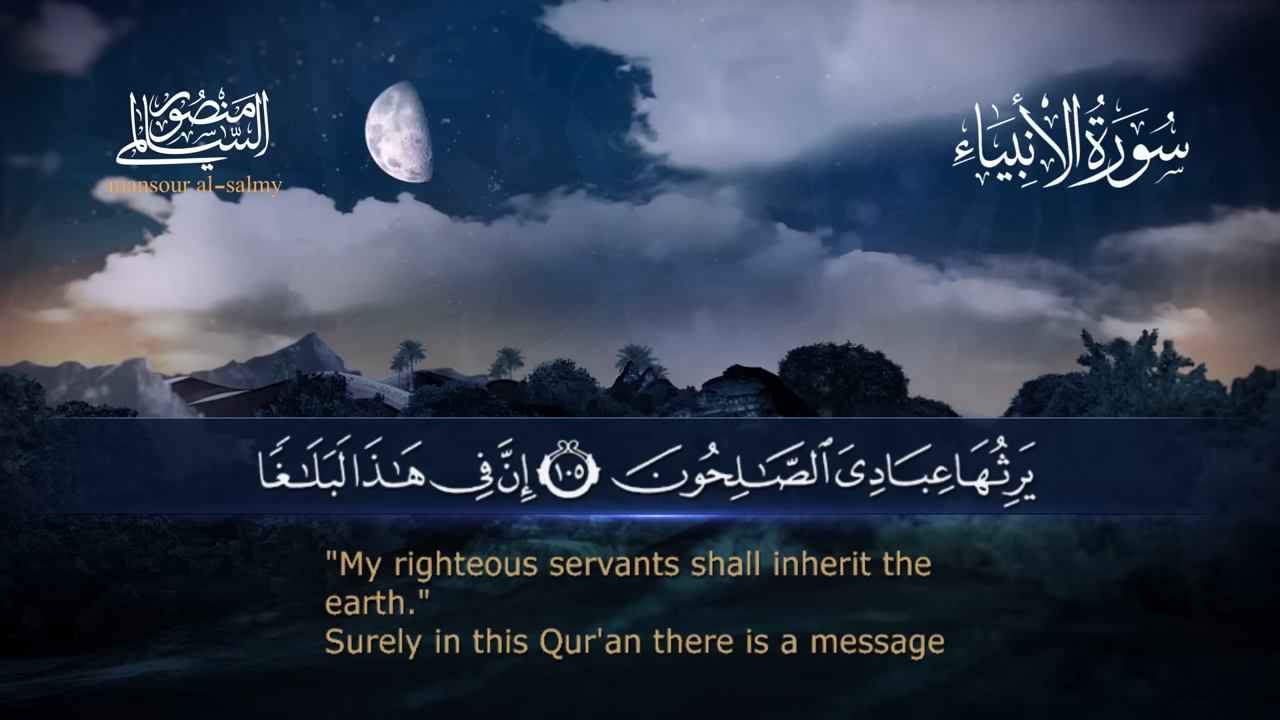 منصور
السالمي
mansour al-salmy
سُورَةُ الأَنْبِيَاءِ
يَرِثُهَا عِبَادِىَ ٱلصَّـٰلِحُونَ ١٠٥ إِنَّ فِى هَـٰذَا لَبَلَـٰغًا
"My righteous servants shall inherit the
earth."
Surely in this Qur'an there is a message